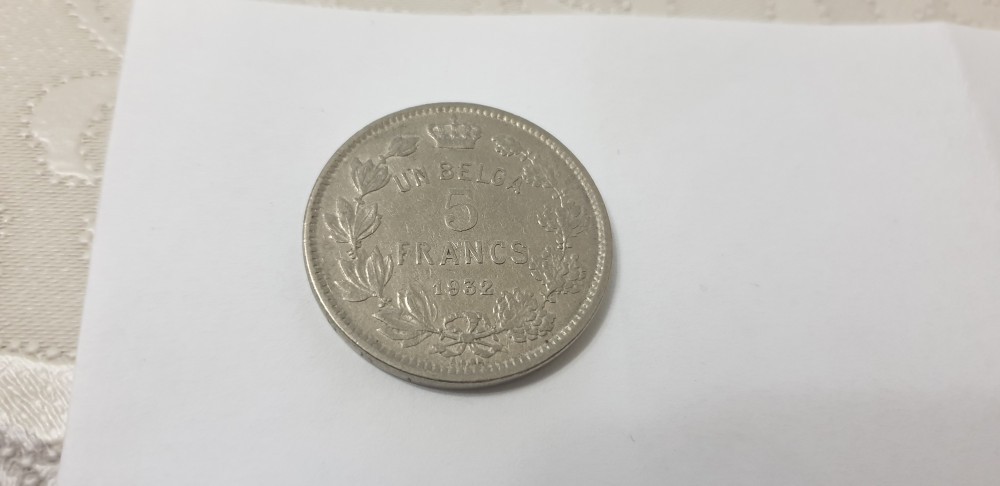 UN BELGA
5
FRANCS
1932